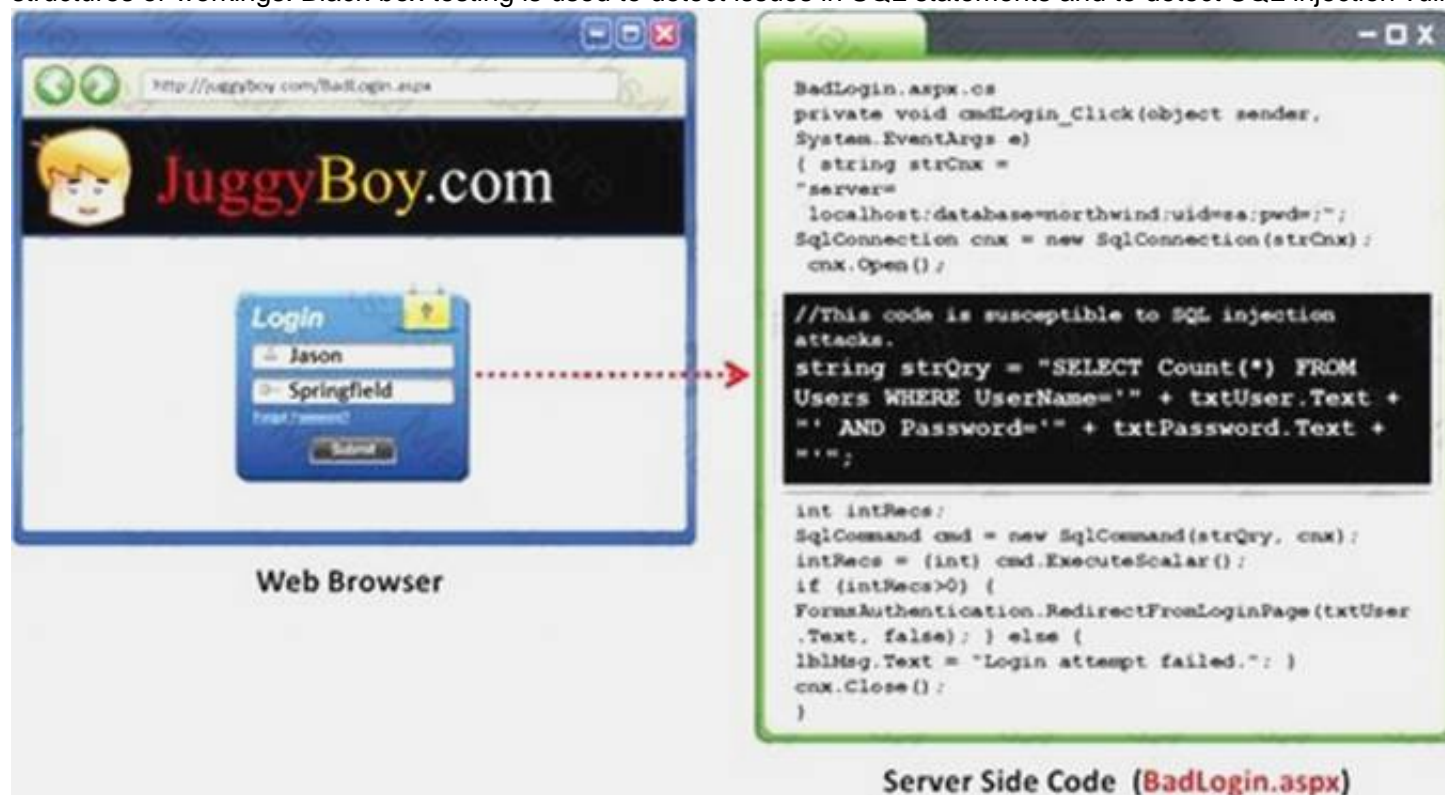 http://juggyboy.com/BadLogin.aspx
JuggyBoy.com
Login
Jason
Springfield
Forgot Password?
Submit
Web Browser
BadLogin.aspx.cs
private void cmdLogin_Click(object sender,
System.EventArgs e)
{ string strCnx =
"server=
localhost;database=northwind;uid=sa;pwd=;";
SqlConnection cnx = new SqlConnection(strCnx);
cnx.Open();
//This code is susceptible to SQL injection
attacks.
string strQry = "SELECT Count(*) FROM
Users WHERE UserName='" + txtUser.Text +
"' AND Password='" + txtPassword.Text +
"'";
int intRecs;
SqlCommand cmd = new SqlCommand(strQry, cnx);
intRecs = (int) cmd.ExecuteScalar();
if (intRecs>0) {
FormsAuthentication.RedirectFromLoginPage(txtUser
.Text, false); } else {
lblMsg.Text = "Login attempt failed."; }
cnx.Close();
}
Server Side Code (BadLogin.aspx)